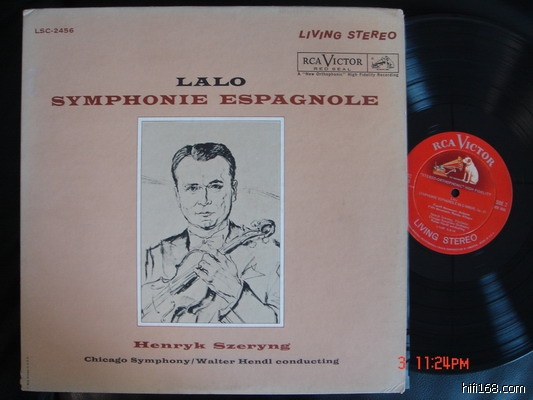 LSC-2456
LIVING STEREO
RCA VICTOR
RED SEAL
A "New Orthophonic" High Fidelity Recording
LALO
SYMPHONIE ESPAGNOLE
Henryk Szeryng
Chicago Symphony/Walter Hendl conducting
RCA VICTOR
LIVING STEREO
3 11:24PM
hifi168.com